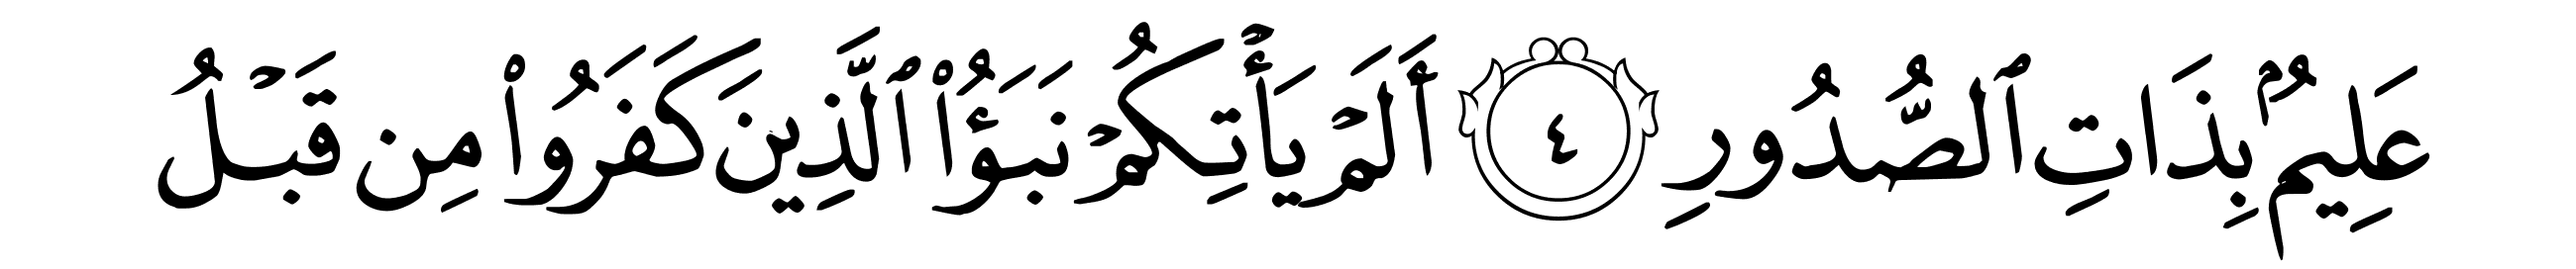 عَلِيمُۢ بِذَاتِ ٱلصُّدُورِ ٤ أَلَمۡ يَأۡتِكُمۡ نَبَؤُاْ ٱلَّذِينَ كَفَرُواْ مِن قَبۡلُ